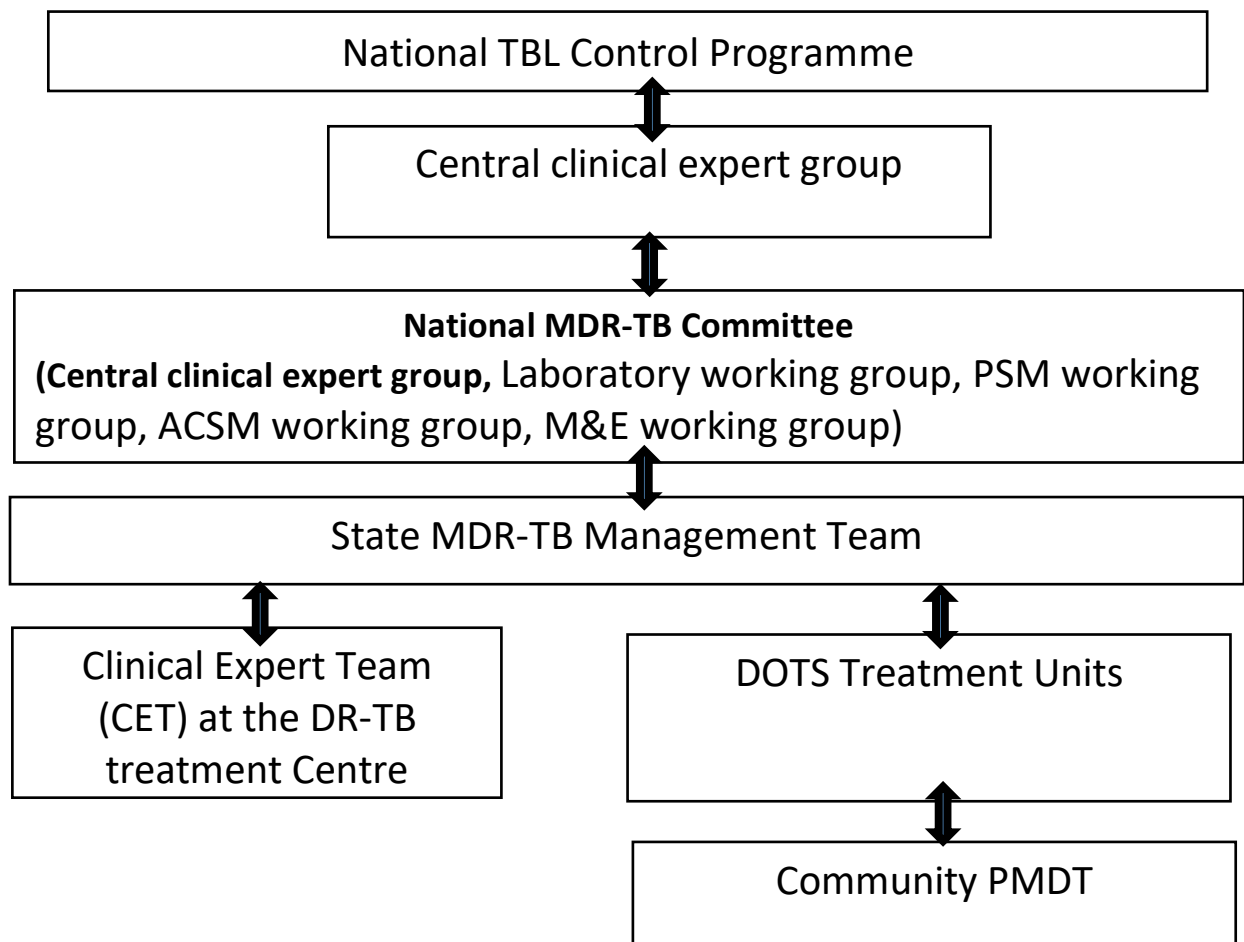 National TBL Control Programme
Central clinical expert group
National MDR-TB Committee
(Central clinical expert group, Laboratory working group, PSM working
group, ACSM working group, M&E working group)
State MDR-TB Management Team
Clinical Expert Team
(CET) at the DR-TB
treatment Centre
DOTS Treatment Units
Community PMDT